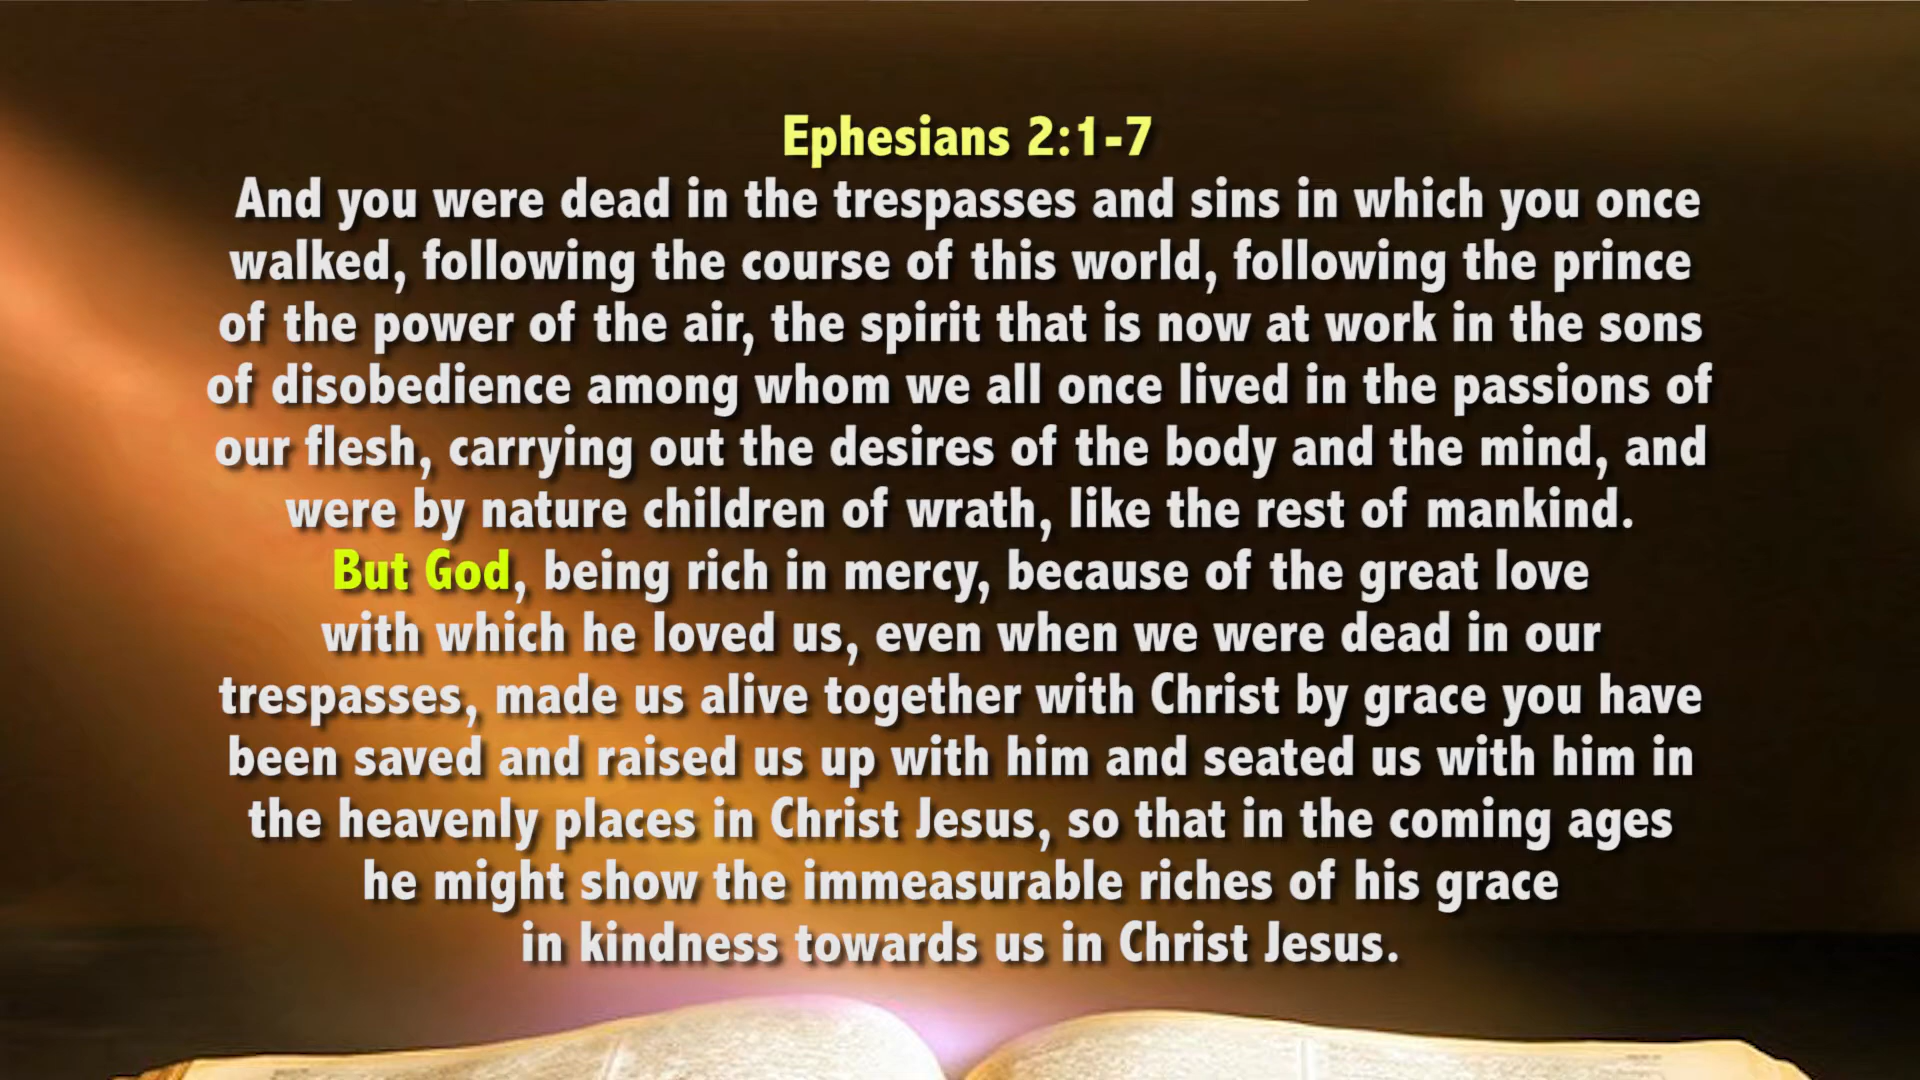 Ephesians 2:1-7
And you were dead in the trespasses and sins in which you once
walked, following the course of this world, following the prince
of the power of the air, the spirit that is now at work in the sons
of disobedience among whom we all once lived in the passions of
our flesh, carrying out the desires of the body and the mind, and
were by nature children of wrath, like the rest of mankind.
But God, being rich in mercy, because of the great love
with which he loved us, even when we were dead in our
trespasses, made us alive together with Christ by grace you have
been saved and raised us up with him and seated us with him in
the heavenly places in Christ Jesus, so that in the coming ages
he might show the immeasurable riches of his grace
in kindness towards us in Christ Jesus.